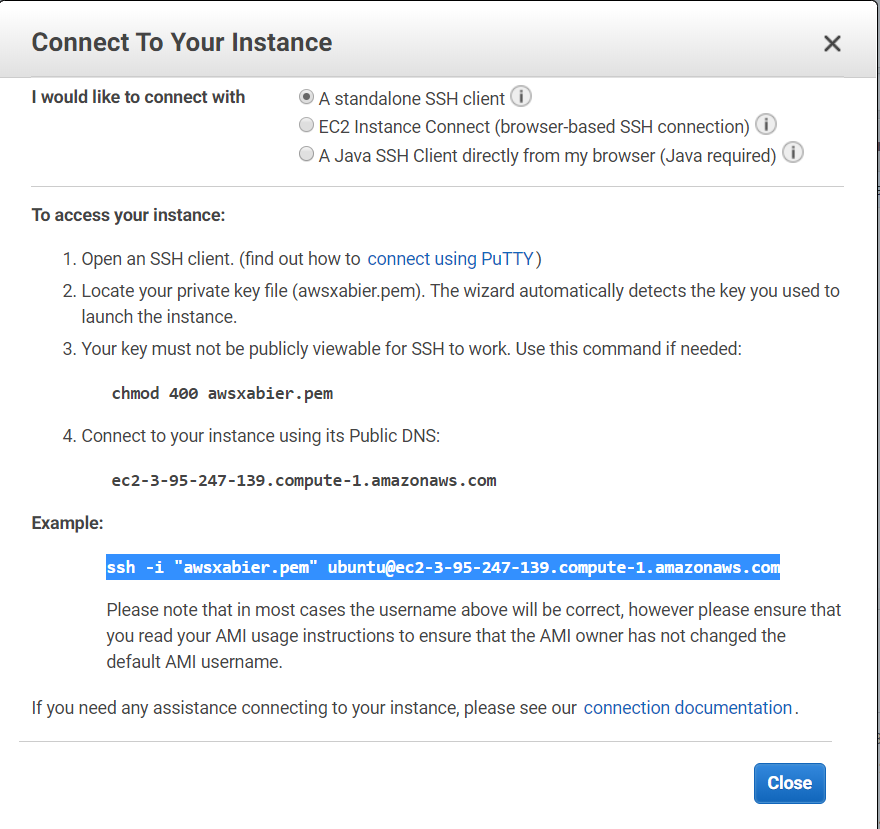 Connect To Your Instance
I would like to connect with
A standalone SSH client
EC2 Instance Connect (browser-based SSH connection)
A Java SSH Client directly from my browser (Java required)
To access your instance:
1. Open an SSH client. (find out how to connect using PuTTY)
2. Locate your private key file (awsxabier.pem). The wizard automatically detects the key you used to
launch the instance.
3. Your key must not be publicly viewable for SSH to work. Use this command if needed:
chmod 400 awsxabier.pem
4. Connect to your instance using its Public DNS:
ec2-3-95-247-139.compute-1.amazonaws.com
Example:
ssh -i "awsxabier.pem" ubuntu@ec2-3-95-247-139.compute-1.amazonaws.com
Please note that in most cases the username above will be correct, however please ensure that
you read your AMI usage instructions to ensure that the AMI owner has not changed the
default AMI username.
If you need any assistance connecting to your instance, please see our connection documentation.
Close